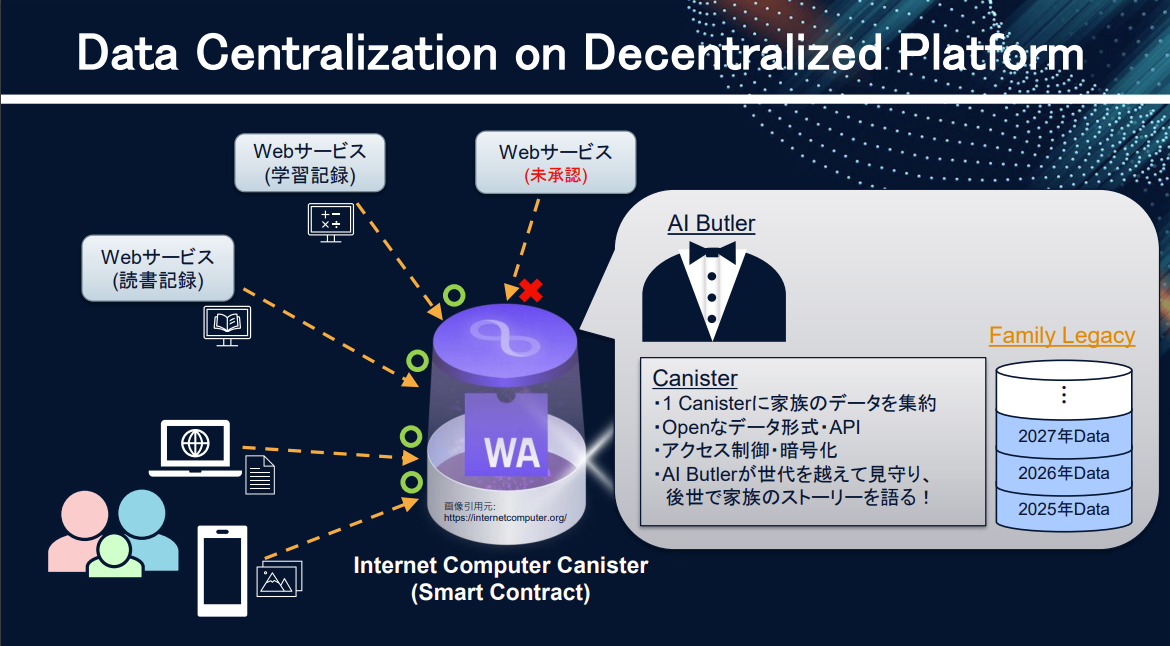 Data Centralization on Decentralized Platform
Webサービス
(学習記録)
Webサービス
(未承認)
Webサービス
(読書記録)
WA
画像引用元:
https://internetcomputer.org/
Internet Computer Canister
(Smart Contract)
AI Butler
Canister
・1 Canisterに家族のデータを集約
・Openなデータ形式・API
・アクセス制御・暗号化
・AI Butlerが世代を越えて見守り、
後世で家族のストーリーを語る！
Family Legacy
：
2027年Data
2026年Data
2025年Data